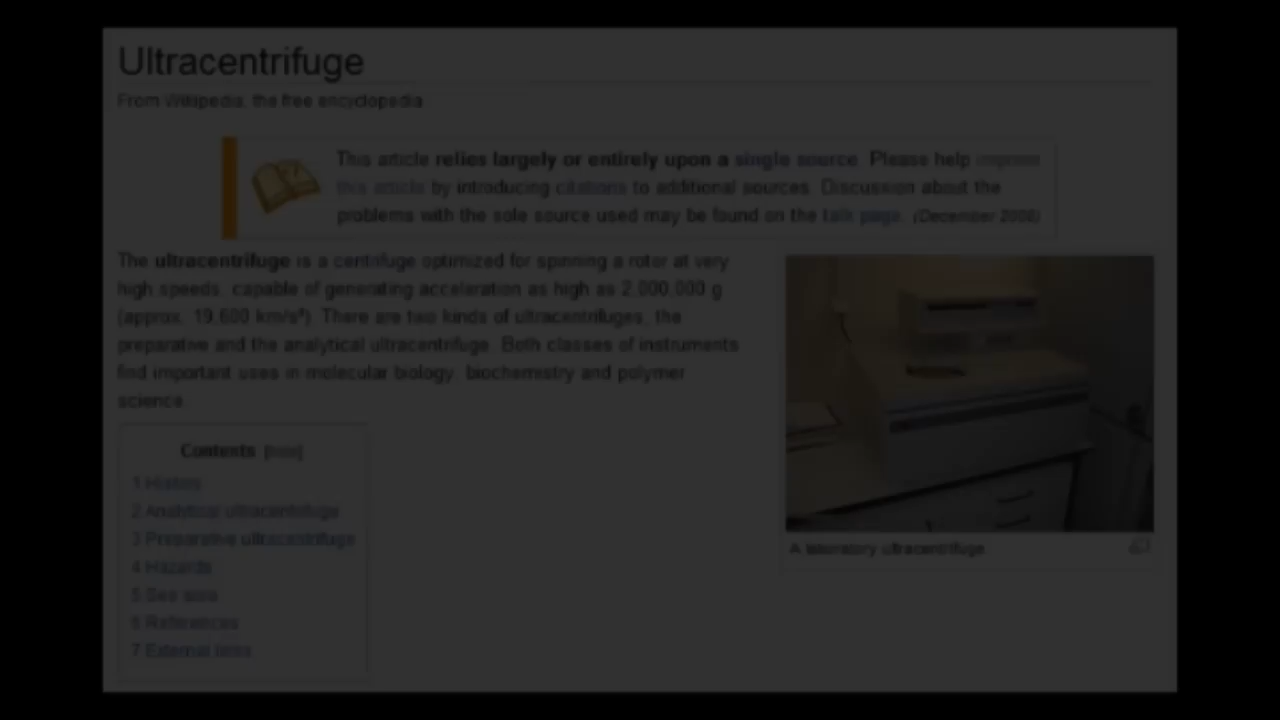 Ultracentrifuge
From Wikipedia, the free encyclopedia
This article relies largely or entirely upon a single source. Please help improve
this article by introducing citations to additional sources. Discussion about the
problems with the sole source used may be found on the talk page. (December 2008)
The ultracentrifuge is a centrifuge optimized for spinning a rotor at very
high speeds, capable of generating acceleration as high as 2,000,000 g
(approx. 19,600 km/s²). There are two kinds of ultracentrifuges, the
preparative and the analytical ultracentrifuge. Both classes of instruments
find important uses in molecular biology, biochemistry and polymer
science.
A laboratory ultracentrifuge.
Contents [hide]
1 History
2 Analytical ultracentrifuge
3 Preparative ultracentrifuge
4 Hazards
5 See also
6 References
7 External links